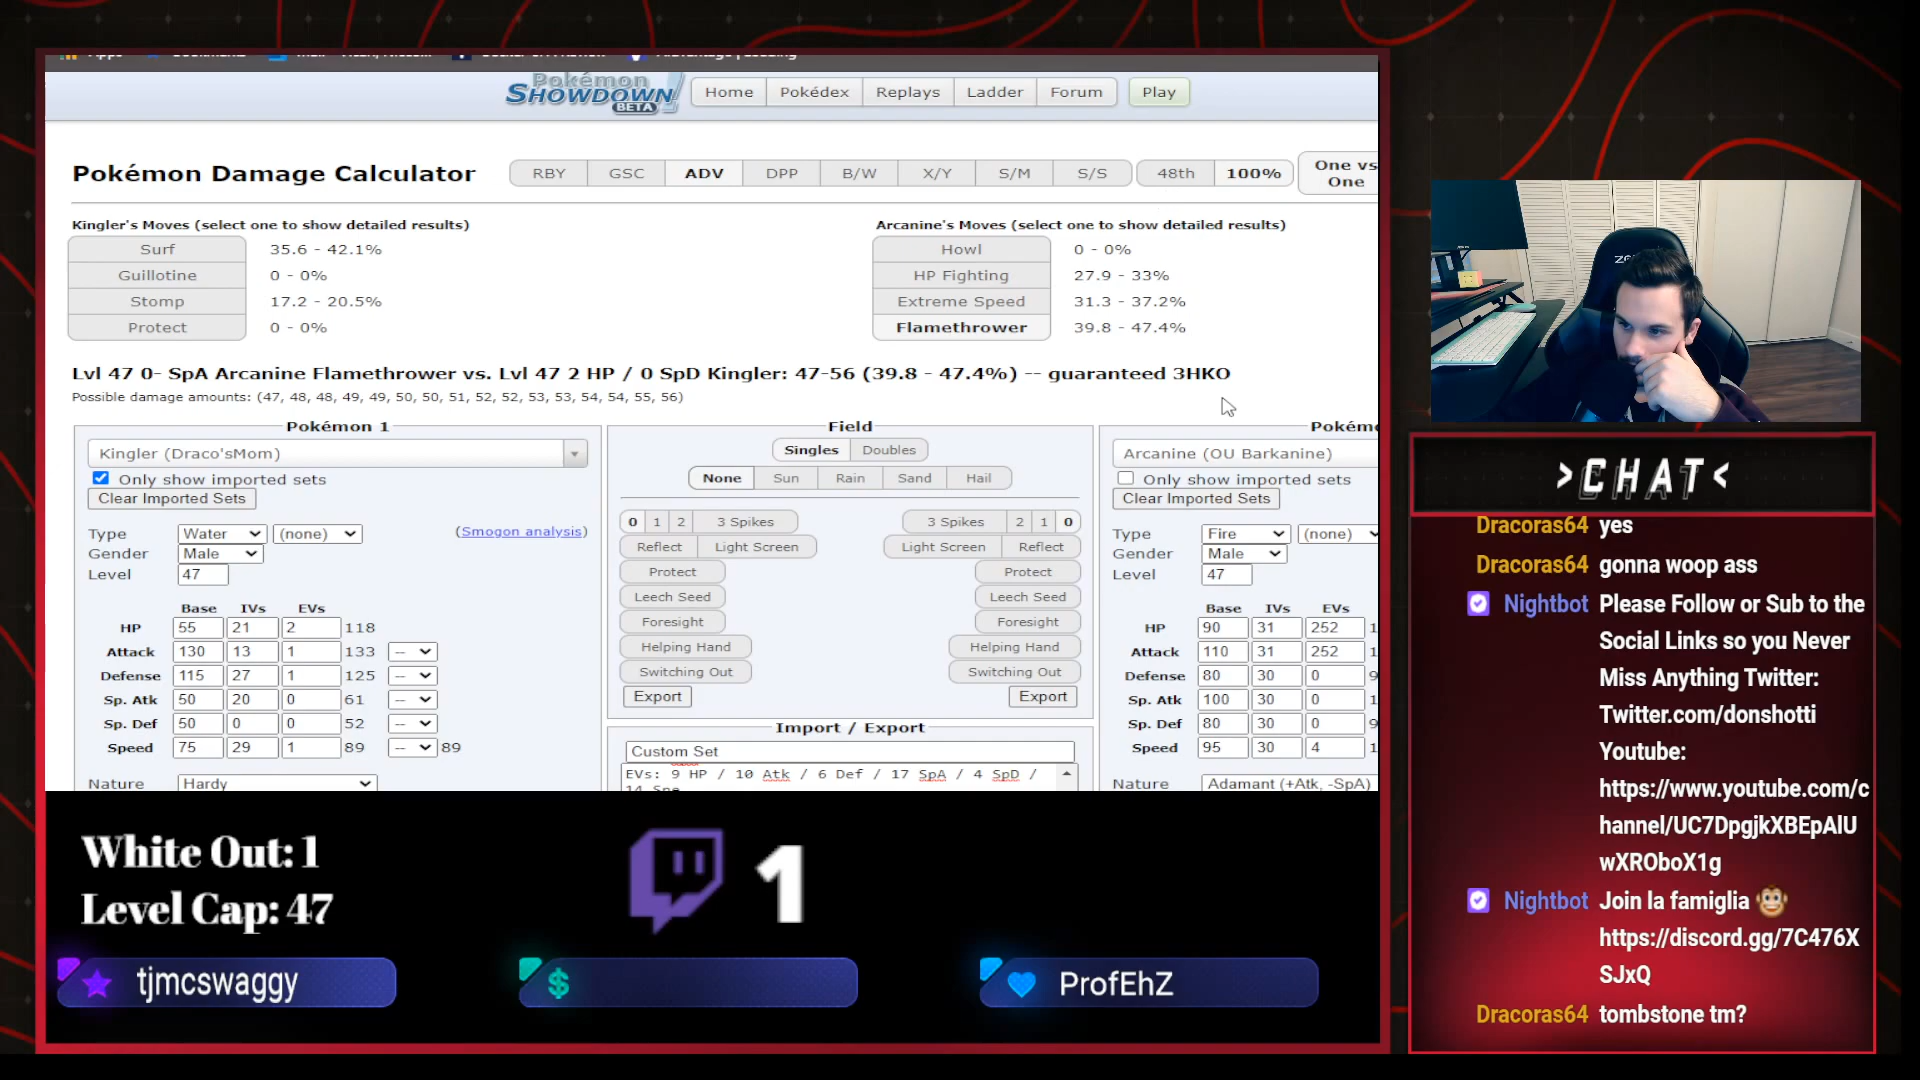 Apps
Pokémon
SHOWDOWN
BETA
Home Pokédex Replays Ladder Forum Play
Pokémon Damage Calculator
RBY GSC ADV DPP B/W X/Y S/M S/S 48th 100% One vs
One
Kingler's Moves (select one to show detailed results)
Surf 35.6 - 42.1%
Guillotine 0 - 0%
Stomp 17.2 - 20.5%
Protect 0 - 0%
Arcanine's Moves (select one to show detailed results)
Howl 0 - 0%
HP Fighting 27.9 - 33%
Extreme Speed 31.3 - 37.2%
Flamethrower 39.8 - 47.4%
Lvl 47 0- SpA Arcanine Flamethrower vs. Lvl 47 2 HP / 0 SpD Kingler: 47-56 (39.8 - 47.4%) -- guaranteed 3HKO
Possible damage amounts: (47, 48, 48, 49, 49, 50, 50, 51, 52, 52, 53, 53, 54, 54, 55, 56)
Pokémon 1
Kingler (Draco'sMom)
Only show imported sets
Clear Imported Sets
Type Water (none) (Smogon analysis)
Gender Male
Level 47
Base IVs EVs
HP 55 21 2 118
Attack 130 13 1 133 --
Defense 115 27 1 125 --
Sp. Atk 50 20 0 61 --
Sp. Def 50 0 0 52 --
Speed 75 29 1 89 -- 89
Nature Hardy
Field
Singles Doubles
None Sun Rain Sand Hail
0 1 2 3 Spikes 3 Spikes 2 1 0
Reflect Light Screen Light Screen Reflect
Protect Protect
Leech Seed Leech Seed
Foresight Foresight
Helping Hand Helping Hand
Switching Out Switching Out
Export Export
Import / Export
Custom Set
EVs: 9 HP / 10 Atk / 6 Def / 17 SpA / 4 SpD /
14 Spe
Pokém
Arcanine (OU Barkanine)
Only show imported sets
Clear Imported Sets
Type Fire (none)
Gender Male
Level 47
Base IVs EVs
HP 90 31 252 1
Attack 110 31 252 1
Defense 80 30 0 9
Sp. Atk 100 30 0 1
Sp. Def 80 30 0 9
Speed 95 30 4 1
Nature Adamant (+Atk, -SpA)
White Out: 1
Level Cap: 47
1
tjmcswaggy
$
ProfEhZ
>CHAT<
Dracoras64 yes
Dracoras64 gonna woop ass
Nightbot Please Follow or Sub to the
Social Links so you Never
Miss Anything Twitter:
Twitter.com/donshotti
Youtube:
https://www.youtube.com/c
hannel/UC7DpgjkXBEpAlU
wXROboX1g
Nightbot Join la famiglia
https://discord.gg/7C476X
SJxQ
Dracoras64 tombstone tm?